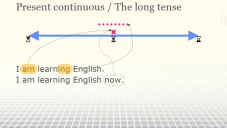 Present continuous / The long tense
I am learning English.
I am learning English now.